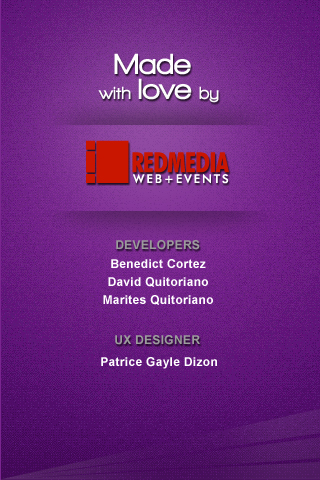 Made
with love by
REDMEDIA
WEB+EVENTS
DEVELOPERS
Benedict Cortez
David Quitoriano
Marites Quitoriano
UX DESIGNER
Patrice Gayle Dizon